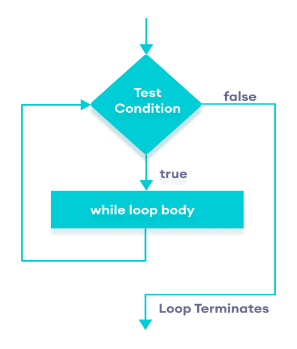 Test
Condition
false
true
while loop body
Loop Terminates